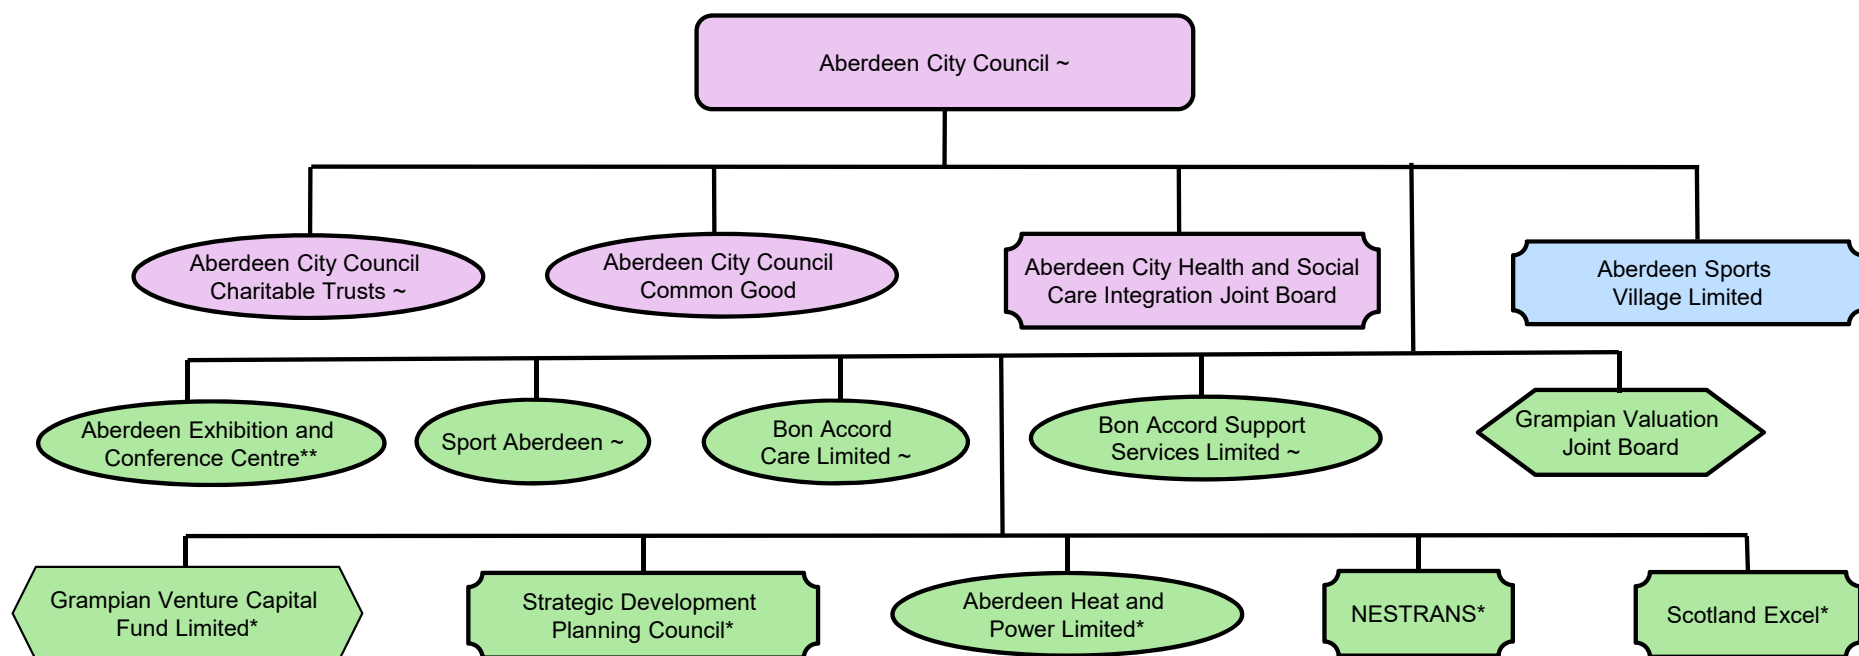 Aberdeen City Council ~
Aberdeen City Council
Charitable Trusts ~
Aberdeen City Council
Common Good
Aberdeen City Health and Social
Care Integration Joint Board
Aberdeen Sports
Village Limited
Aberdeen Exhibition and
Conference Centre**
Sport Aberdeen ~
Bon Accord
Care Limited ~
Bon Accord Support
Services Limited ~
Grampian Valuation
Joint Board
Grampian Venture Capital
Fund Limited*
Strategic Development
Planning Council*
Aberdeen Heat and
Power Limited*
NESTRANS*
Scotland Excel*